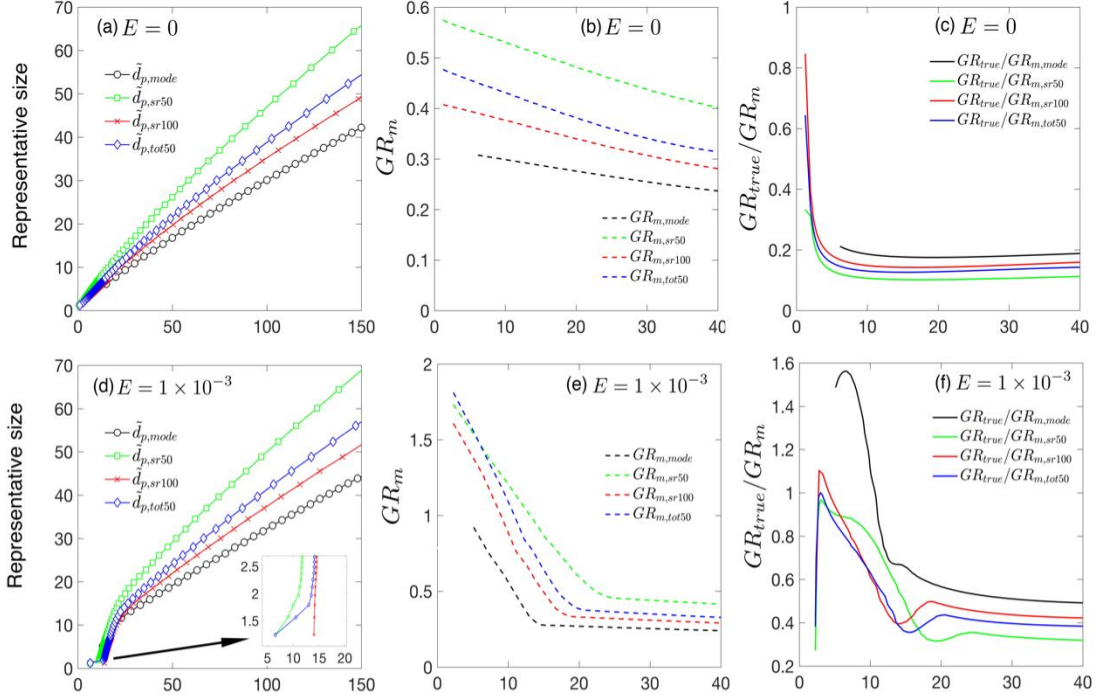 (a) E = 0
Representative size
70
60
50
40
30
20
10
0
0 50 100 150
d̃p,mode
d̃p,sr50
d̃p,sr100
d̃p,tot50
(b) E = 0
GRm
0.6
0.5
0.4
0.3
0.2
0.1
0
0 10 20 30 40
GRm,mode
GRm,sr50
GRm,sr100
GRm,tot50
(c) E = 0
GRtrue/GRm
1
0.8
0.6
0.4
0.2
0
0 10 20 30 40
GRtrue/GRm,mode
GRtrue/GRm,sr50
GRtrue/GRm,sr100
GRtrue/GRm,tot50
(d) E = 1 × 10⁻³
Representative size
70
60
50
40
30
20
10
0
0 50 100 150
d̃p,mode
d̃p,sr50
d̃p,sr100
d̃p,tot50
2.5
2
1.5
5 10 14 18 22
(e) E = 1 × 10⁻³
GRm
2
1.5
1
0.5
0
0 10 20 30 40
GRm,mode
GRm,sr50
GRm,sr100
GRm,tot50
(f) E = 1 × 10⁻³
GRtrue/GRm
1.6
1.4
1.2
1
0.8
0.6
0.4
0.2
0 10 20 30 40
GRtrue/GRm,mode
GRtrue/GRm,sr50
GRtrue/GRm,sr100
GRtrue/GRm,tot50